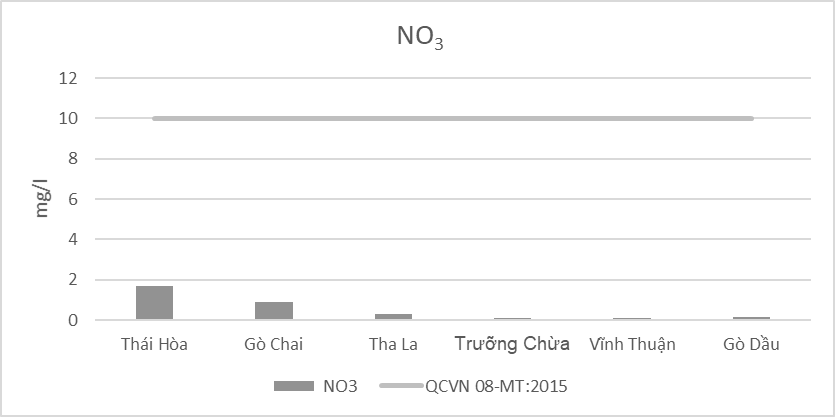 NO3
12
10
8
6
4
2
0
mg/l
Thái Hòa Gò Chai Tha La Trưỡng Chừa Vĩnh Thuận Gò Dầu
NO3 QCVN 08-MT:2015